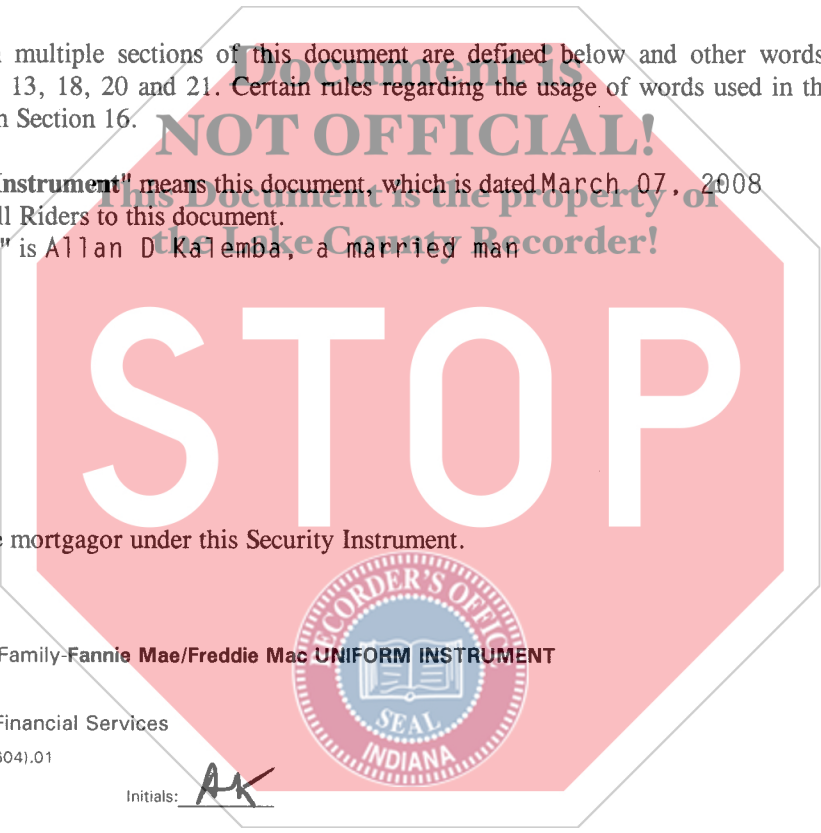 multiple sections of this document are defined below and other words
13, 18, 20 and 21. Certain rules regarding the usage of words used in th
n Section 16.
Instrument" means this document, which is dated March 07, 2008
ll Riders to this document.
" is Allan D Kalemba, a married man
Document is
NOT OFFICIAL!
This Document is the property of
the Lake County Recorder!
STOP
e mortgagor under this Security Instrument.
RECORDER'S OFFICE
SEAL
INDIANA
Family-Fannie Mae/Freddie Mac UNIFORM INSTRUMENT
Financial Services
604).01
Initials: AK